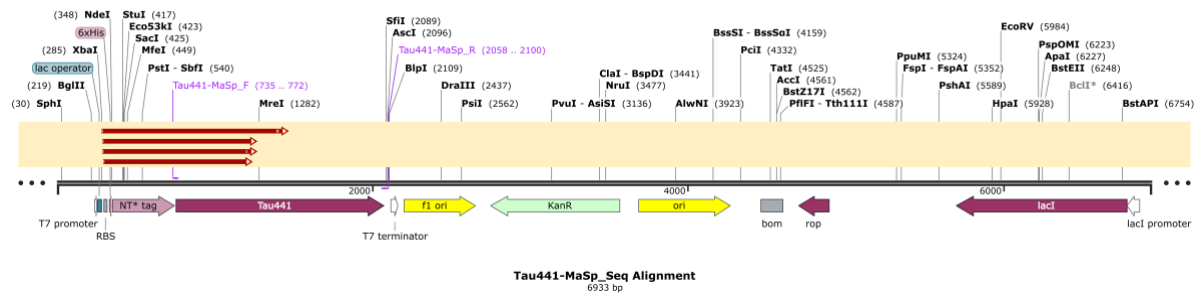 (348) NdeI StuI (417) SfiI (2089) EcoRV (5984)
6xHis Eco53kI (423) AscI (2096) BssSI - BssSαI (4159) PspOMI (6223)
(285) XbaI SacI (425) Tau441-MaSp_R (2058 .. 2100) PciI (4332) PpuMI (5324) ApaI (6227)
lac operator MfeI (449) BlpI (2109) ClaI - BspDI (3441) TatI (4525) FspI - FspAI (5352) BstEII (6248)
(219) BglII PstI - SbfI (540) DraIII (2437) NruI (3477) AccI (4561) PshAI (5589) BclI* (6416)
Tau441-MaSp_F (735 .. 772) BstZ17I (4562)
(30) SphI MreI (1282) PsiI (2562) PvuI - AsiSI (3136) AlwNI (3923) PflFI - Tth111I (4587) HpaI (5928) BstAPI (6754)
2000 4000 6000
NT* tag Tau441 f1 ori KanR ori lacI
T7 promoter RBS T7 terminator bom rop lacI promoter
Tau441-MaSp_Seq Alignment
6933 bp